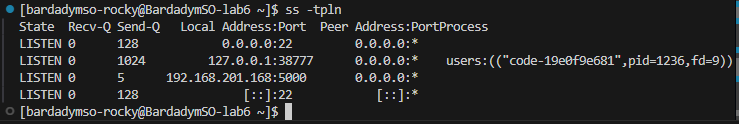 [bardadymso-rocky@BardadymSO-lab6 ~]$ ss -tpln
State  Recv-Q Send-Q   Local Address:Port  Peer Address:PortProcess
LISTEN 0      128            0.0.0.0:22         0.0.0.0:*
LISTEN 0      1024         127.0.0.1:38777      0.0.0.0:*    users:(("code-19e0f9e681",pid=1236,fd=9))
LISTEN 0      5      192.168.201.168:5000       0.0.0.0:*
LISTEN 0      128               [::]:22            [::]:*
[bardadymso-rocky@BardadymSO-lab6 ~]$